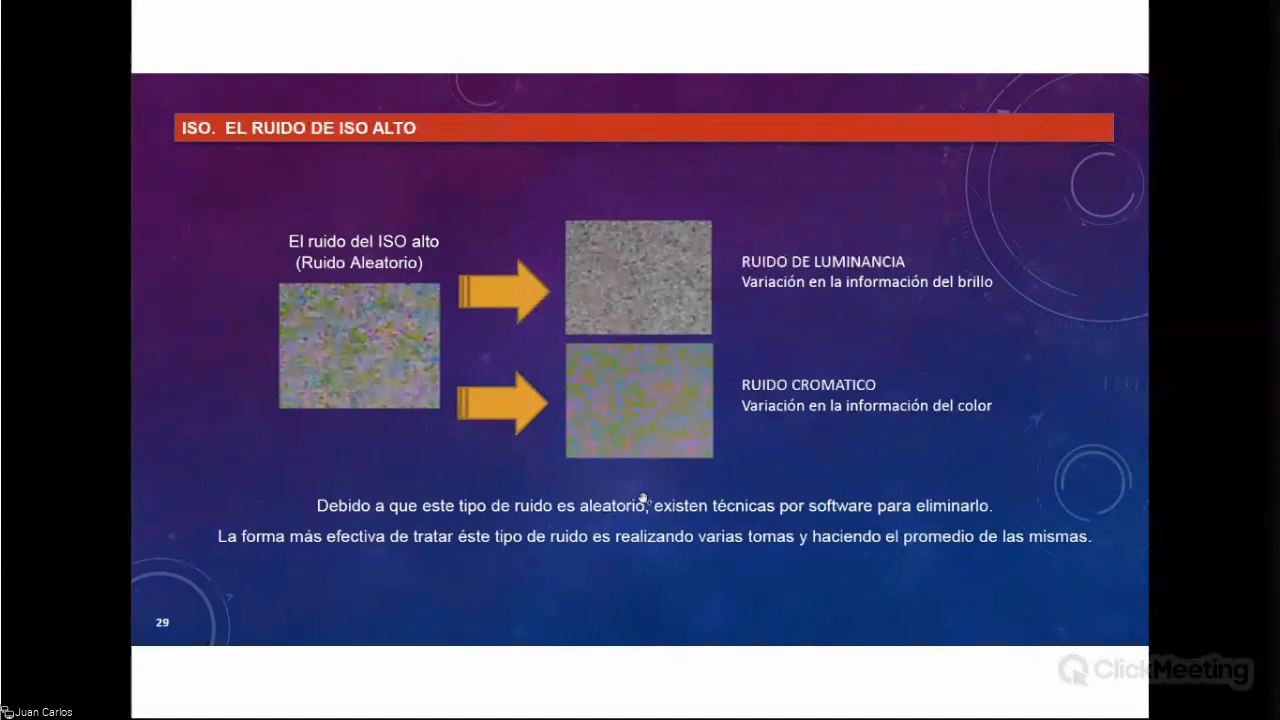 ISO. EL RUIDO DE ISO ALTO
El ruido del ISO alto
(Ruido Aleatorio)
RUIDO DE LUMINANCIA
Variación en la información del brillo
RUIDO CROMATICO
Variación en la información del color
Debido a que este tipo de ruido es aleatorio, existen técnicas por software para eliminarlo.
La forma más efectiva de tratar éste tipo de ruido es realizando varias tomas y haciendo el promedio de las mismas.
29
ClickMeeting
Juan Carlos